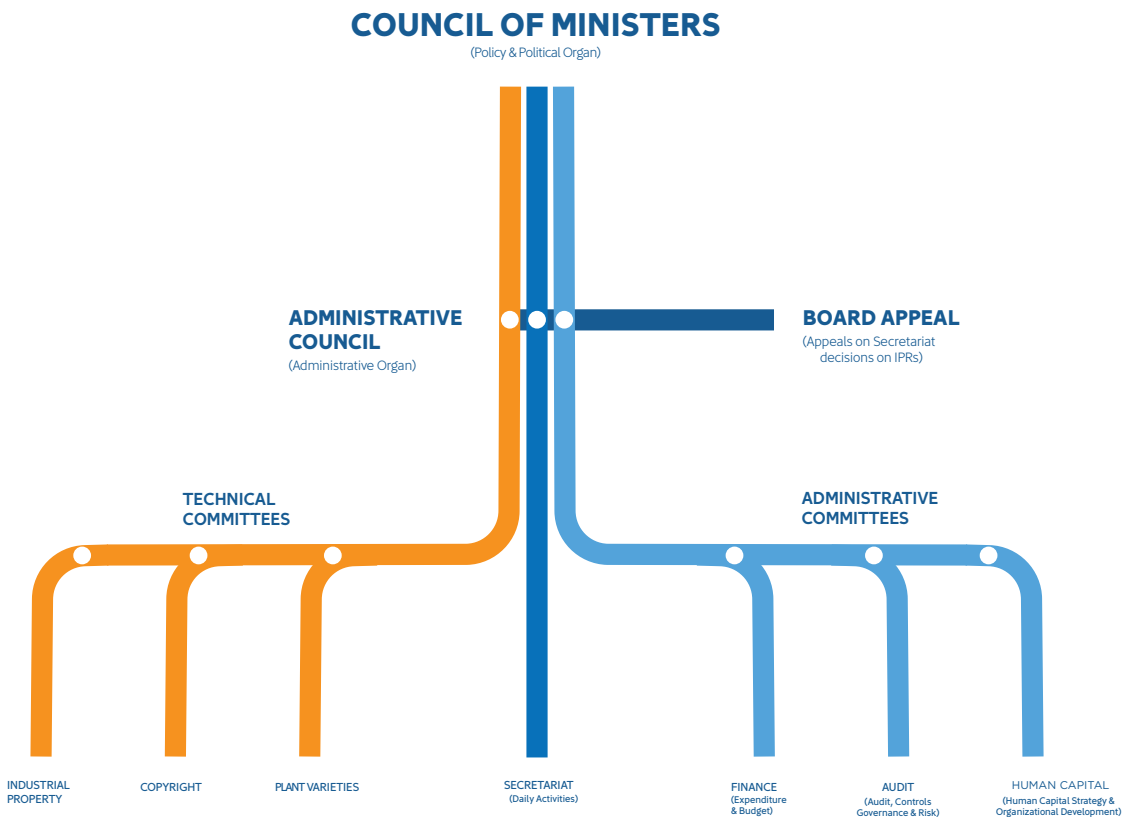 COUNCIL OF MINISTERS
(Policy & Political Organ)
ADMINISTRATIVE
COUNCIL
(Administrative Organ)
BOARD APPEAL
(Appeals on Secretariat
decisions on IPRs)
TECHNICAL
COMMITTEES
ADMINISTRATIVE
COMMITTEES
INDUSTRIAL
PROPERTY
COPYRIGHT
PLANT VARIETIES
SECRETARIAT
(Daily Activities)
FINANCE
(Expenditure
& Budget)
AUDIT
(Audit, Controls
Governance & Risk)
HUMAN CAPITAL
(Human Capital Strategy &
Organizational Development)